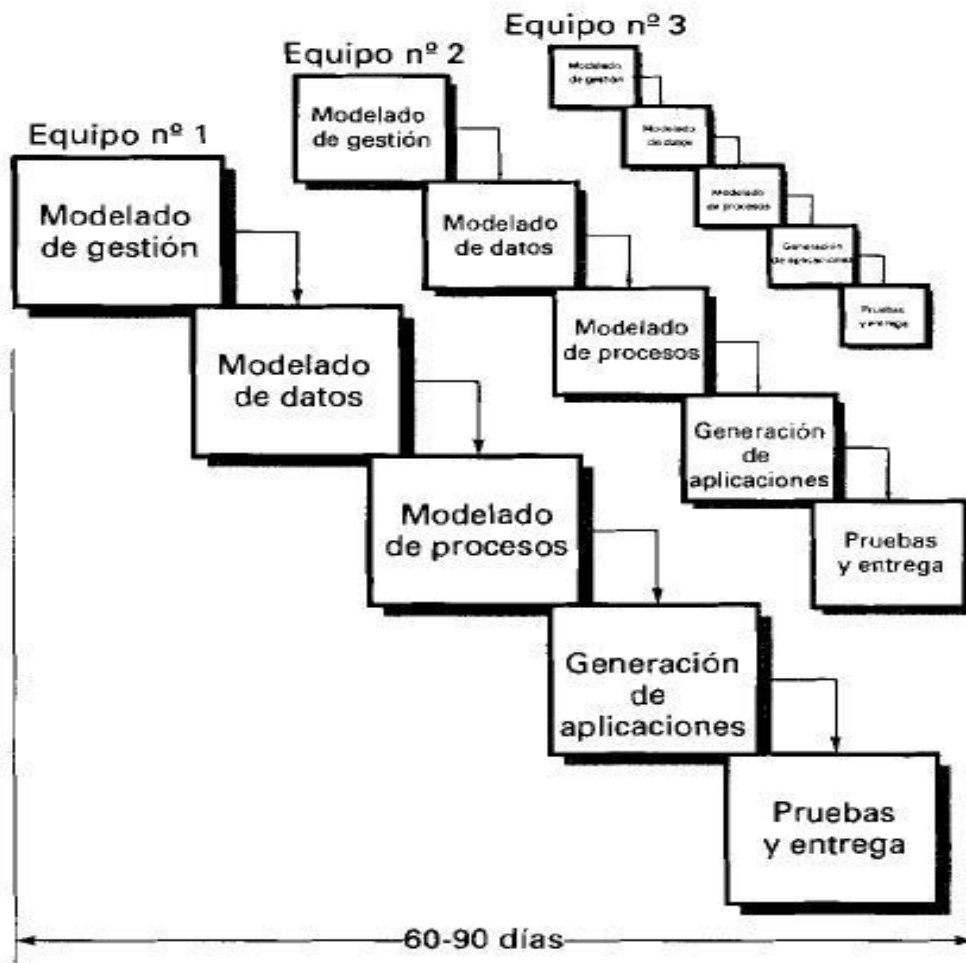 Equipo nº 1
Modelado
de gestión
Modelado
de datos
Modelado
de procesos
Generación
de
aplicaciones
Pruebas
y entrega
Equipo nº 2
Modelado
de gestión
Modelado
de datos
Modelado
de procesos
Generación
de
aplicaciones
Pruebas
y entrega
Equipo nº 3
Modelado
de gestión
Modelado
de datos
Modelado
de procesos
Generación
de aplicaciones
Pruebas
y entrega
60-90 días